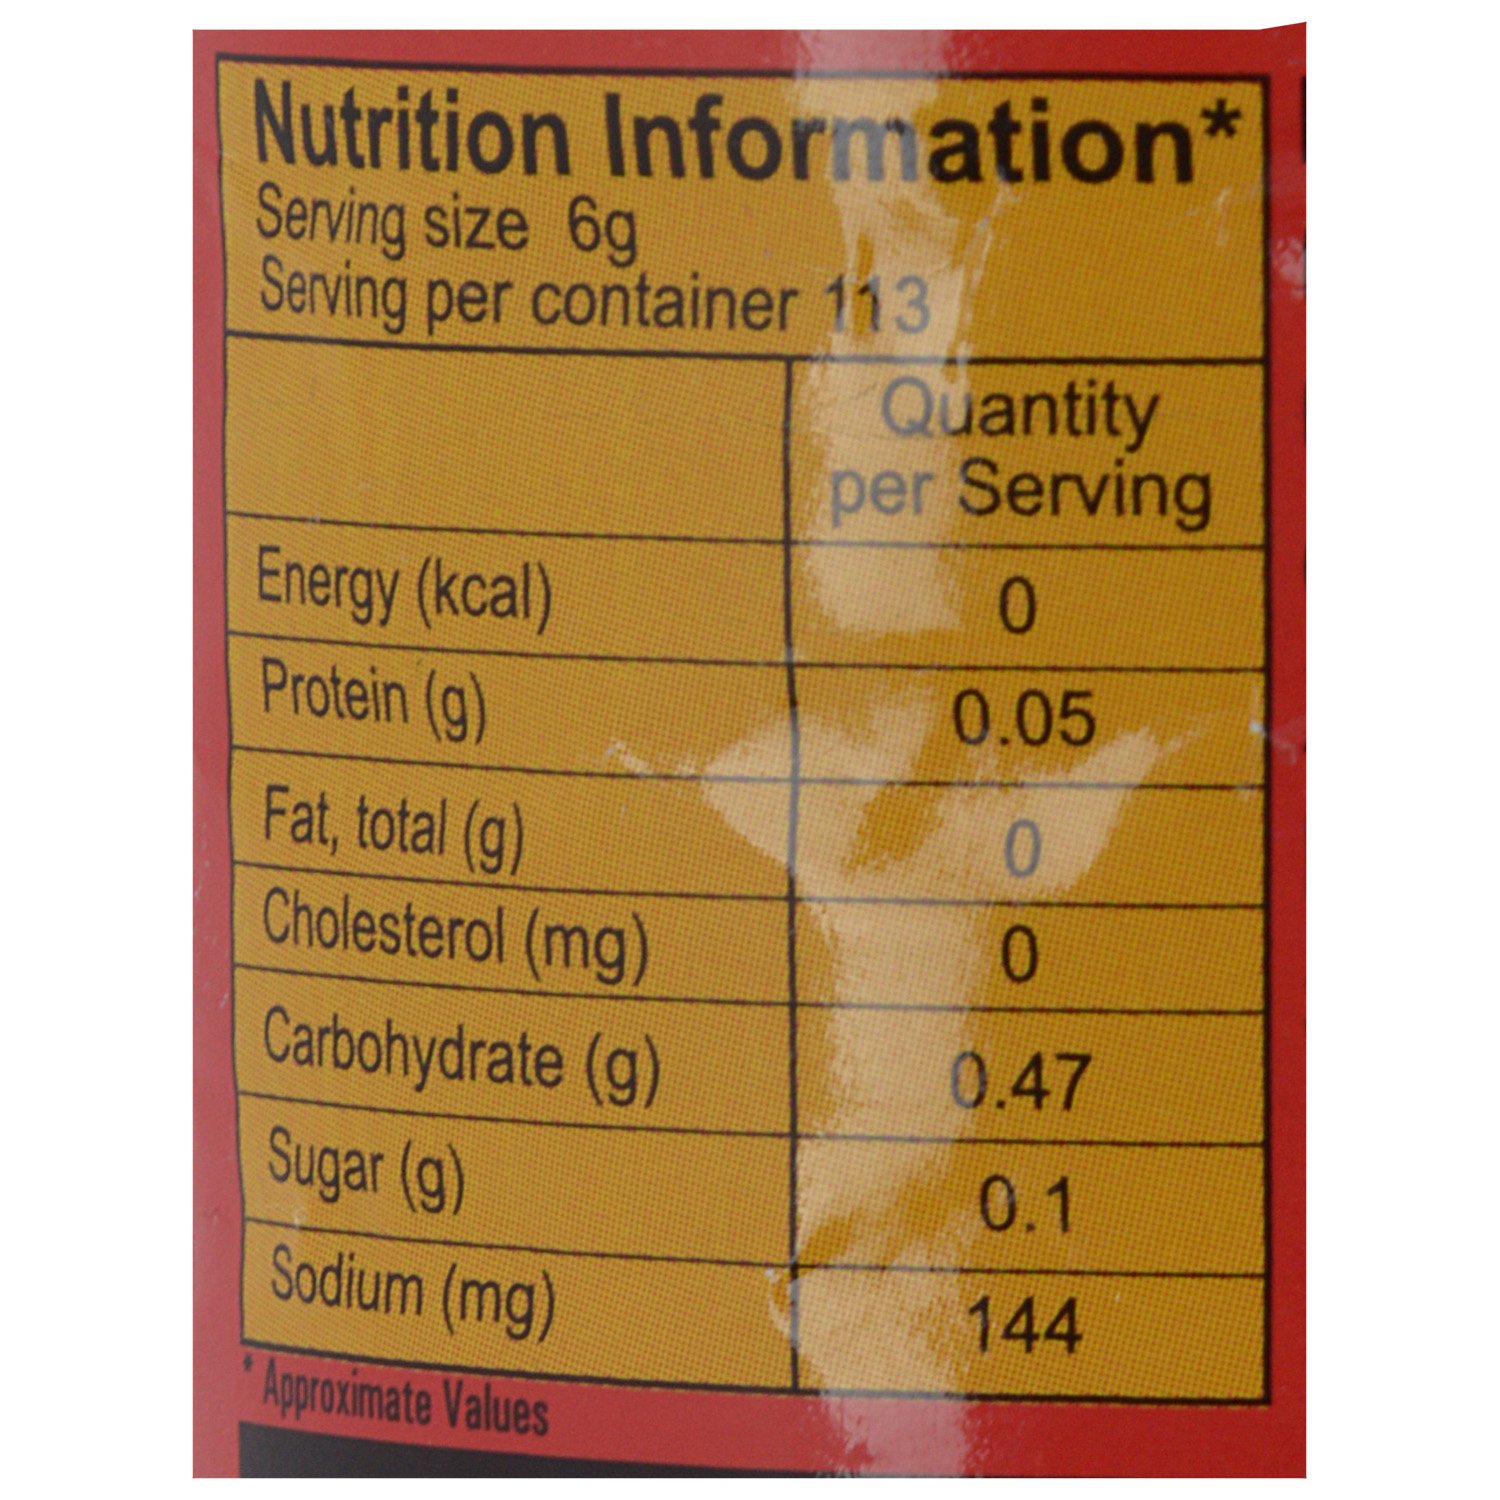 Nutrition Information*
Serving size 6g
Serving per container 113
Quantity
per Serving
Energy (kcal) 0
Protein (g) 0.05
Fat, total (g) 0
Cholesterol (mg) 0
Carbohydrate (g) 0.47
Sugar (g) 0.1
Sodium (mg) 144
* Approximate Values